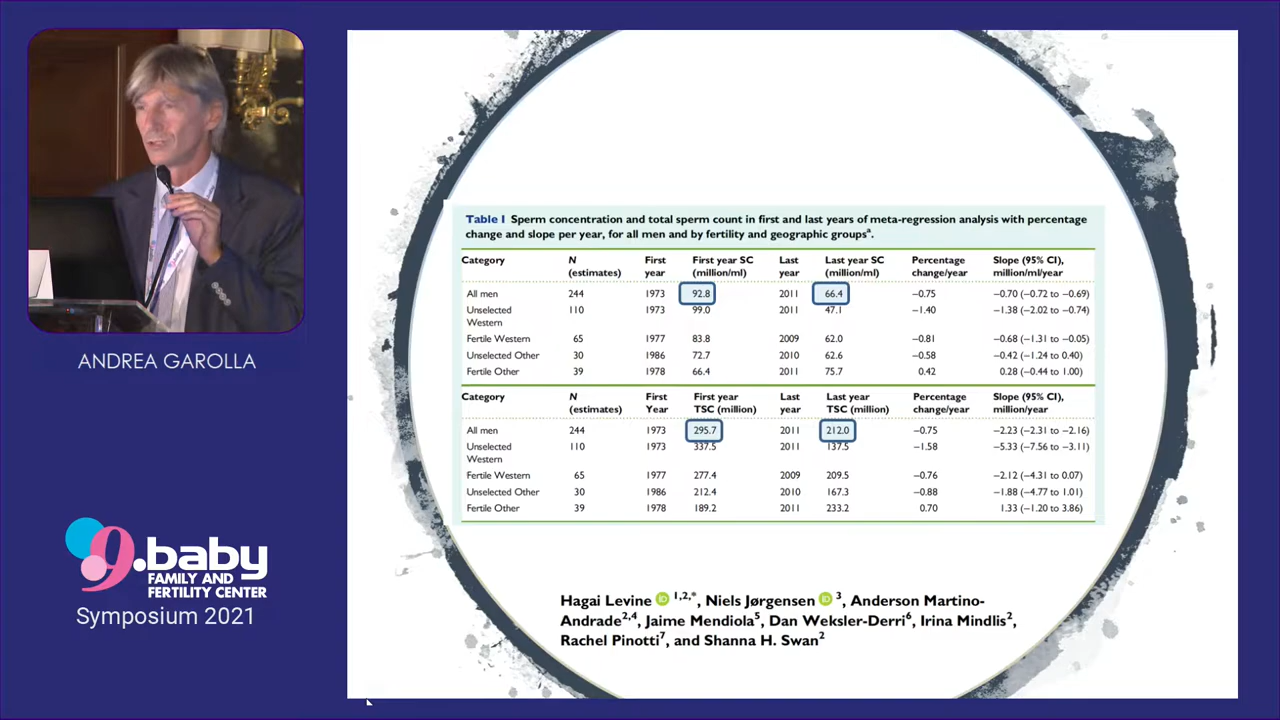 Table I Sperm concentration and total sperm count in first and last years of meta-regression analysis with percentage
change and slope per year, for all men and by fertility and geographic groupsᵃ.
Category N First First year SC Last Last year SC Percentage Slope (95% CI),
(estimates) year (million/ml) year (million/ml) change/year million/ml/year
All men 244 1973 92.8 2011 66.4 −0.75 −0.70 (−0.72 to −0.69)
Unselected 110 1973 99.0 2011 47.1 −1.40 −1.38 (−2.02 to −0.74)
Western
Fertile Western 65 1977 83.8 2009 62.0 −0.81 −0.68 (−1.31 to −0.05)
Unselected Other 30 1986 72.7 2010 62.6 −0.58 −0.42 (−1.24 to 0.40)
Fertile Other 39 1978 66.4 2011 75.7 0.42 0.28 (−0.44 to 1.00)
Category N First First year Last Last year Percentage Slope (95% CI),
(estimates) Year TSC (million) year TSC (million) change/year million/year
All men 244 1973 295.7 2011 212.0 −0.75 −2.23 (−2.31 to −2.16)
Unselected 110 1973 337.5 2011 137.5 −1.58 −5.33 (−7.56 to −3.11)
Western
Fertile Western 65 1977 277.4 2009 209.5 −0.76 −2.12 (−4.31 to 0.07)
Unselected Other 30 1986 212.4 2010 167.3 −0.88 −1.88 (−4.77 to 1.01)
Fertile Other 39 1978 189.2 2011 233.2 0.70 1.33 (−1.20 to 3.86)
Hagai Levine iD 1,2,*, Niels Jørgensen iD 3, Anderson Martino-
Andrade2,4, Jaime Mendiola5, Dan Weksler-Derri6, Irina Mindlis2,
Rachel Pinotti7, and Shanna H. Swan2
ANDREA GAROLLA
9.baby
FAMILY AND
FERTILITY CENTER
Symposium 2021